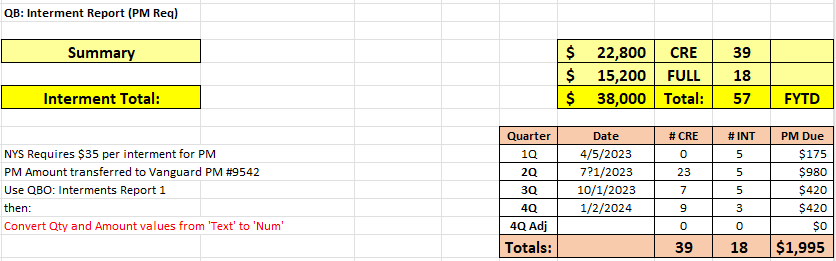 QB: Interment Report (PM Req)
Summary $ 22,800 CRE 39
$ 15,200 FULL 18
Interment Total: $ 38,000 Total: 57 FYTD
Quarter Date # CRE # INT PM Due
NYS Requires $35 per interment for PM 1Q 4/5/2023 0 5 $175
PM Amount transferred to Vanguard PM #9542 2Q 7?1/2023 23 5 $980
Use QBO: Interments Report 1 3Q 10/1/2023 7 5 $420
then: 4Q 1/2/2024 9 3 $420
Convert Qty and Amount values from 'Text' to 'Num' 4Q Adj 0 0 $0
Totals: 39 18 $1,995